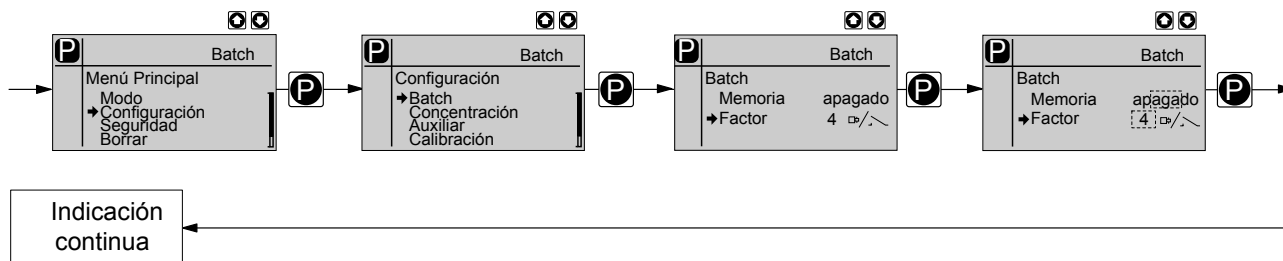 P Batch
Menú Principal
Modo
Configuración
Seguridad
Borrar
P
P Batch
Configuración
Batch
Concentración
Auxiliar
Calibración
P
P Batch
Batch
Memoria apagado
Factor 4
P
P Batch
Batch
Memoria apagado
Factor 4
P
Indicación
continua